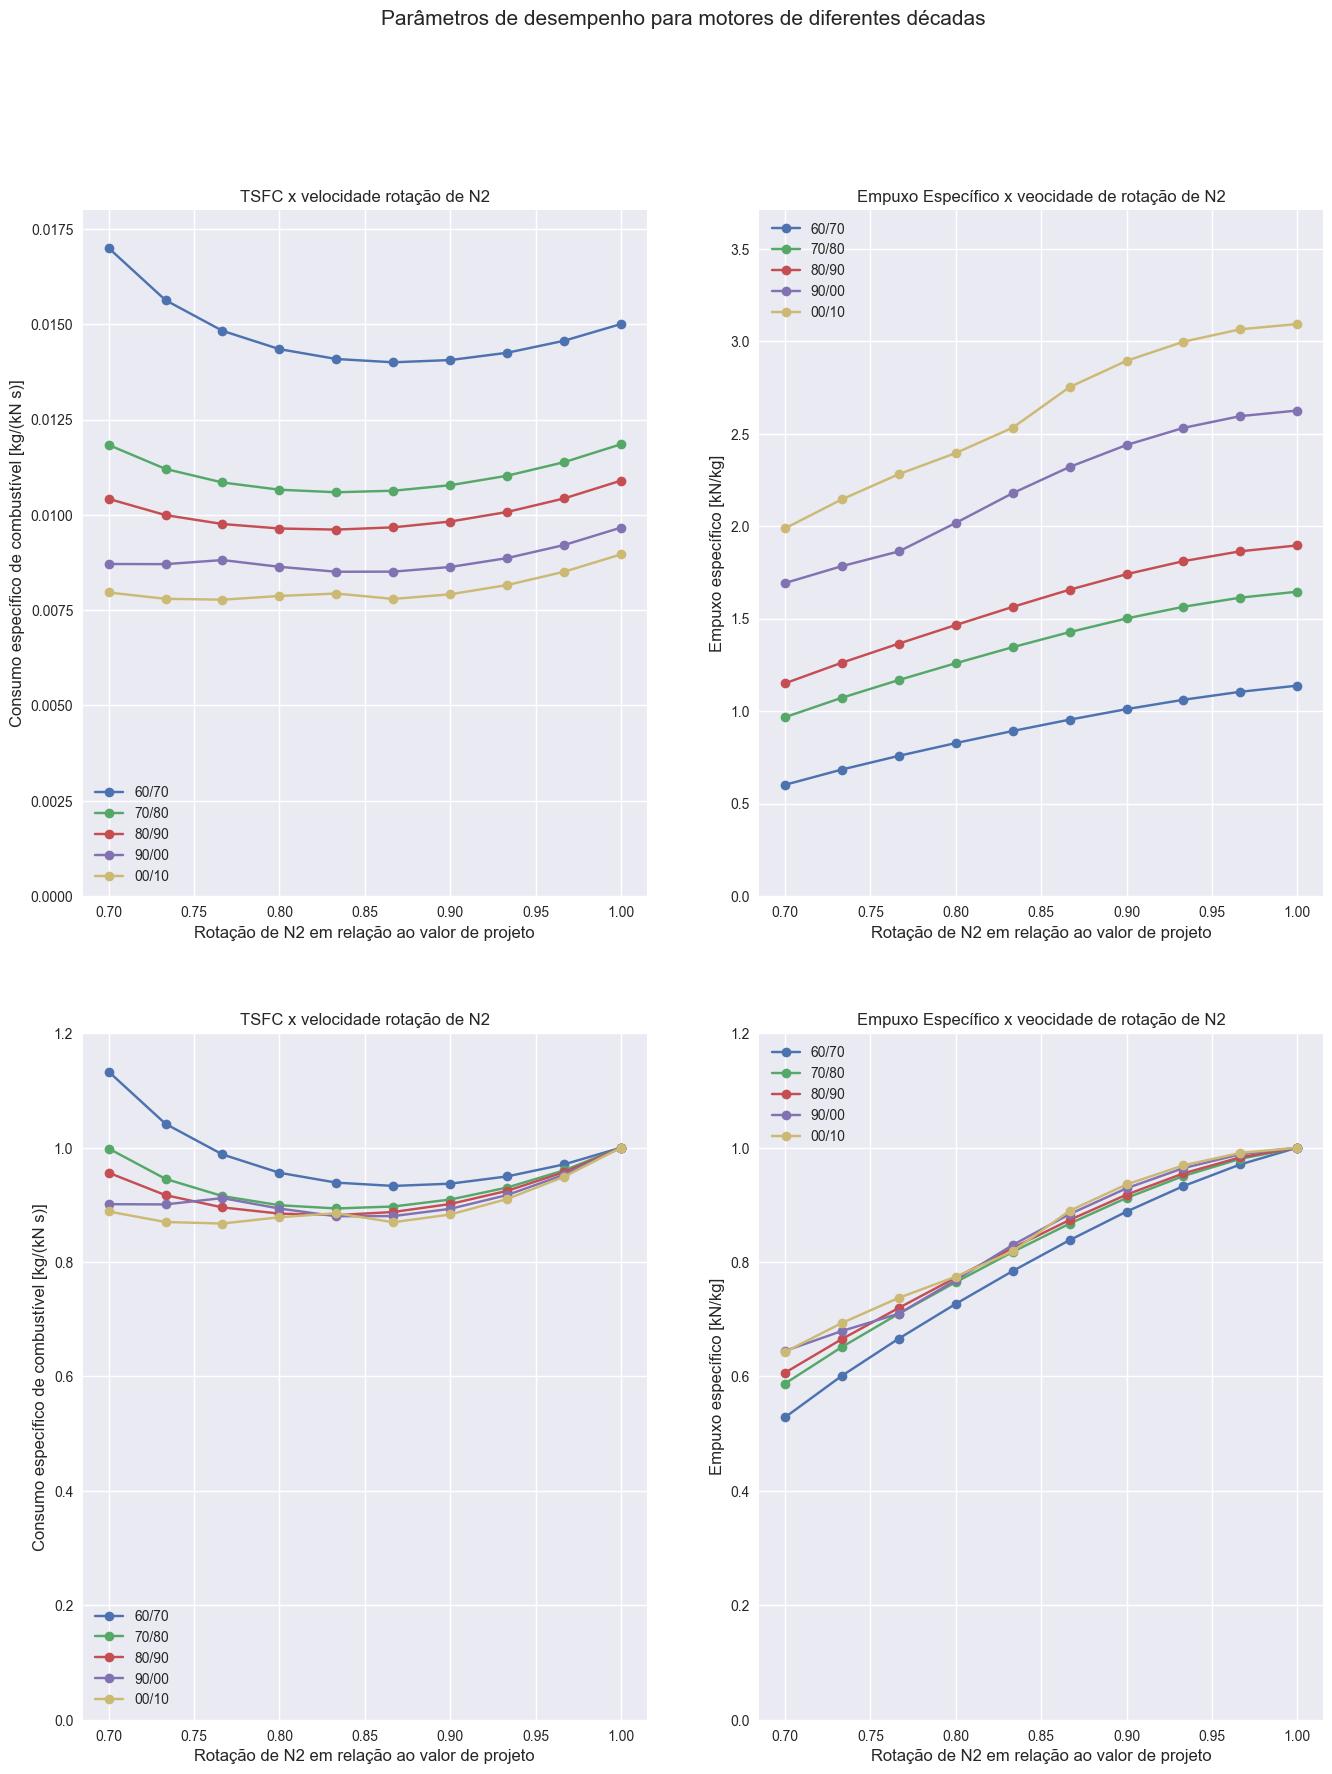 Parâmetros de desempenho para motores de diferentes décadas
TSFC x velocidade rotação de N2
Consumo específico de combustível [kg/(kN s)]
0.0175
0.0150
0.0125
0.0100
0.0075
0.0050
0.0025
0.0000
60/70
70/80
80/90
90/00
00/10
0.70 0.75 0.80 0.85 0.90 0.95 1.00
Rotação de N2 em relação ao valor de projeto
Empuxo Específico x veocidade de rotação de N2
Empuxo específico [kN/kg]
60/70
70/80
80/90
90/00
00/10
3.5
3.0
2.5
2.0
1.5
1.0
0.5
0.0
0.70 0.75 0.80 0.85 0.90 0.95 1.00
Rotação de N2 em relação ao valor de projeto
TSFC x velocidade rotação de N2
Consumo específico de combustível [kg/(kN s)]
1.2
1.0
0.8
0.6
0.4
0.2
0.0
60/70
70/80
80/90
90/00
00/10
0.70 0.75 0.80 0.85 0.90 0.95 1.00
Rotação de N2 em relação ao valor de projeto
Empuxo Específico x veocidade de rotação de N2
Empuxo específico [kN/kg]
60/70
70/80
80/90
90/00
00/10
1.2
1.0
0.8
0.6
0.4
0.2
0.0
0.70 0.75 0.80 0.85 0.90 0.95 1.00
Rotação de N2 em relação ao valor de projeto